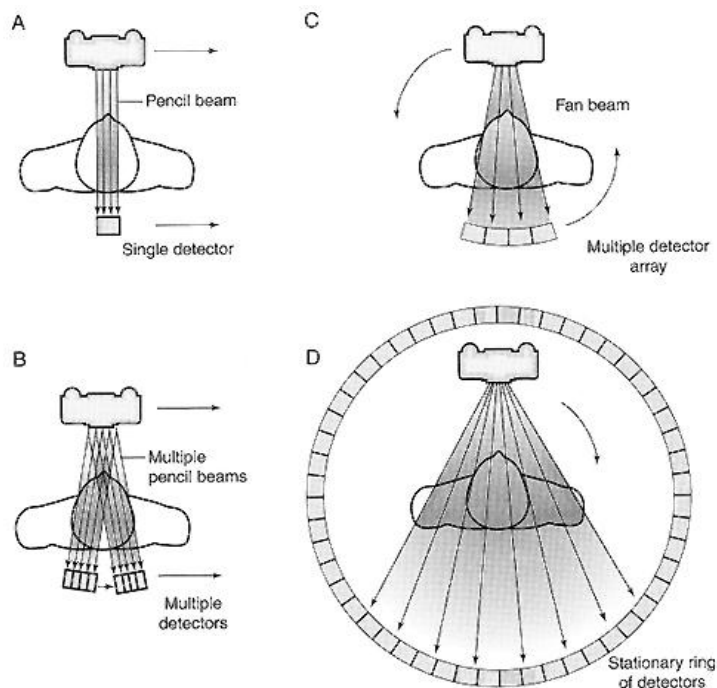 A
Pencil beam
Single detector
B
Multiple
pencil beams
Multiple
detectors
C
Fan beam
Multiple detector
array
D
Stationary ring
of detectors